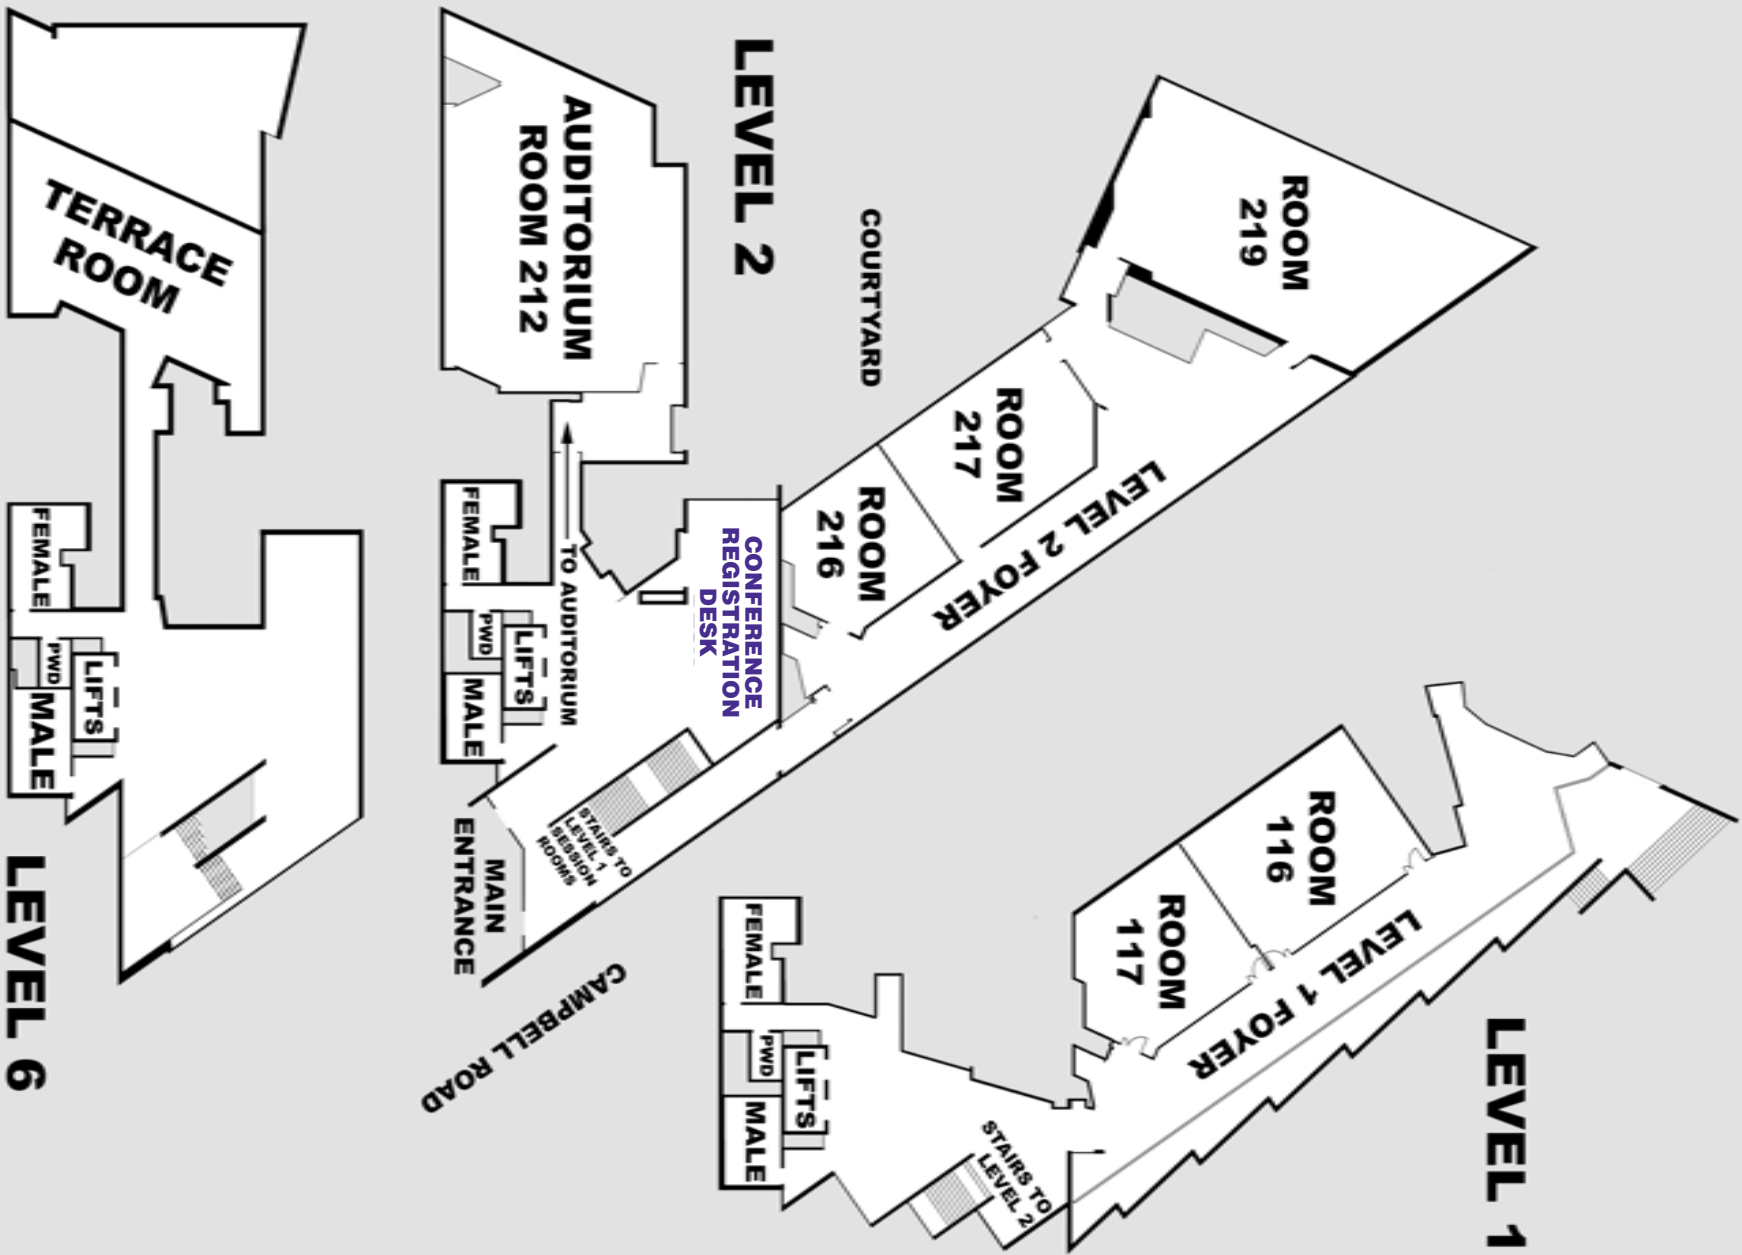 LEVEL 6
TERRACE
ROOM
FEMALE
PWD
LIFTS
MALE
LEVEL 2
AUDITORIUM
ROOM 212
COURTYARD
ROOM
219
ROOM
217
ROOM
216
LEVEL 2 FOYER
CONFERENCE
REGISTRATION
DESK
TO AUDITORIUM
FEMALE
PWD
LIFTS
MALE
STAIRS TO
LEVEL 1
SESSION
ROOMS
MAIN
ENTRANCE
CAMPBELL ROAD
LEVEL 1
ROOM
116
ROOM
117
LEVEL 1 FOYER
FEMALE
PWD
LIFTS
MALE
STAIRS TO
LEVEL 2